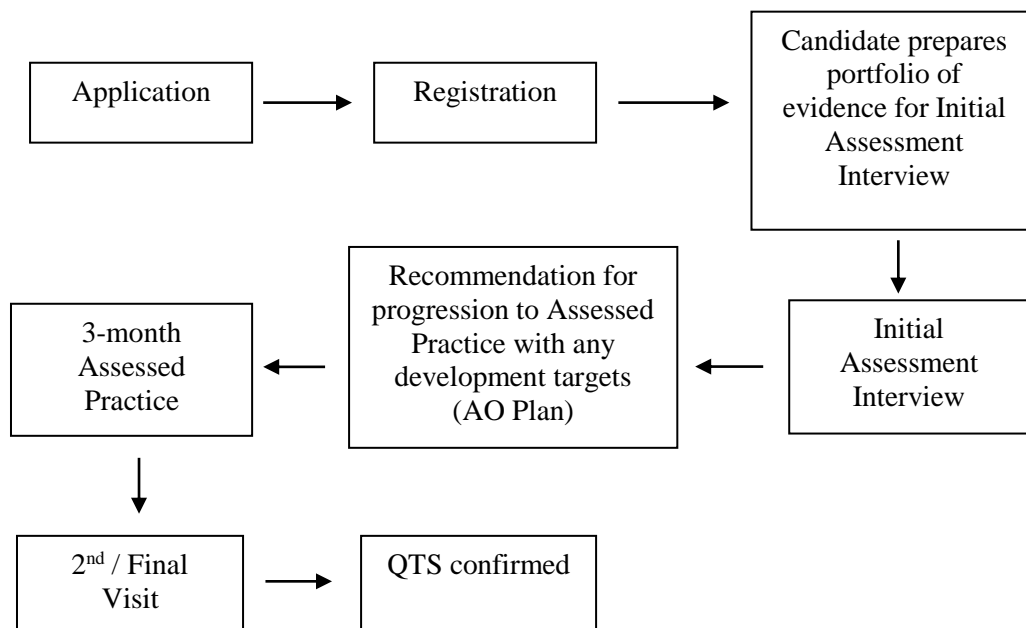 Application
Registration
Candidate prepares
portfolio of
evidence for Initial
Assessment
Interview
Initial
Assessment
Interview
Recommendation for
progression to Assessed
Practice with any
development targets
(AO Plan)
3-month
Assessed
Practice
2nd / Final
Visit
QTS confirmed